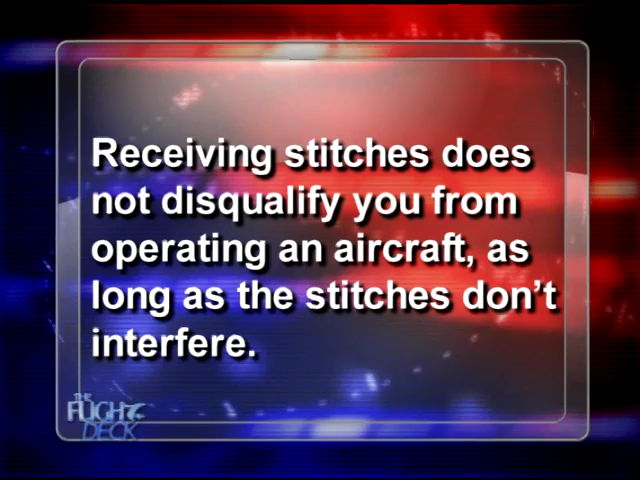 Receiving stitches does
not disqualify you from
operating an aircraft, as
long as the stitches don't
interfere.
THE
FLIGHT
DECK